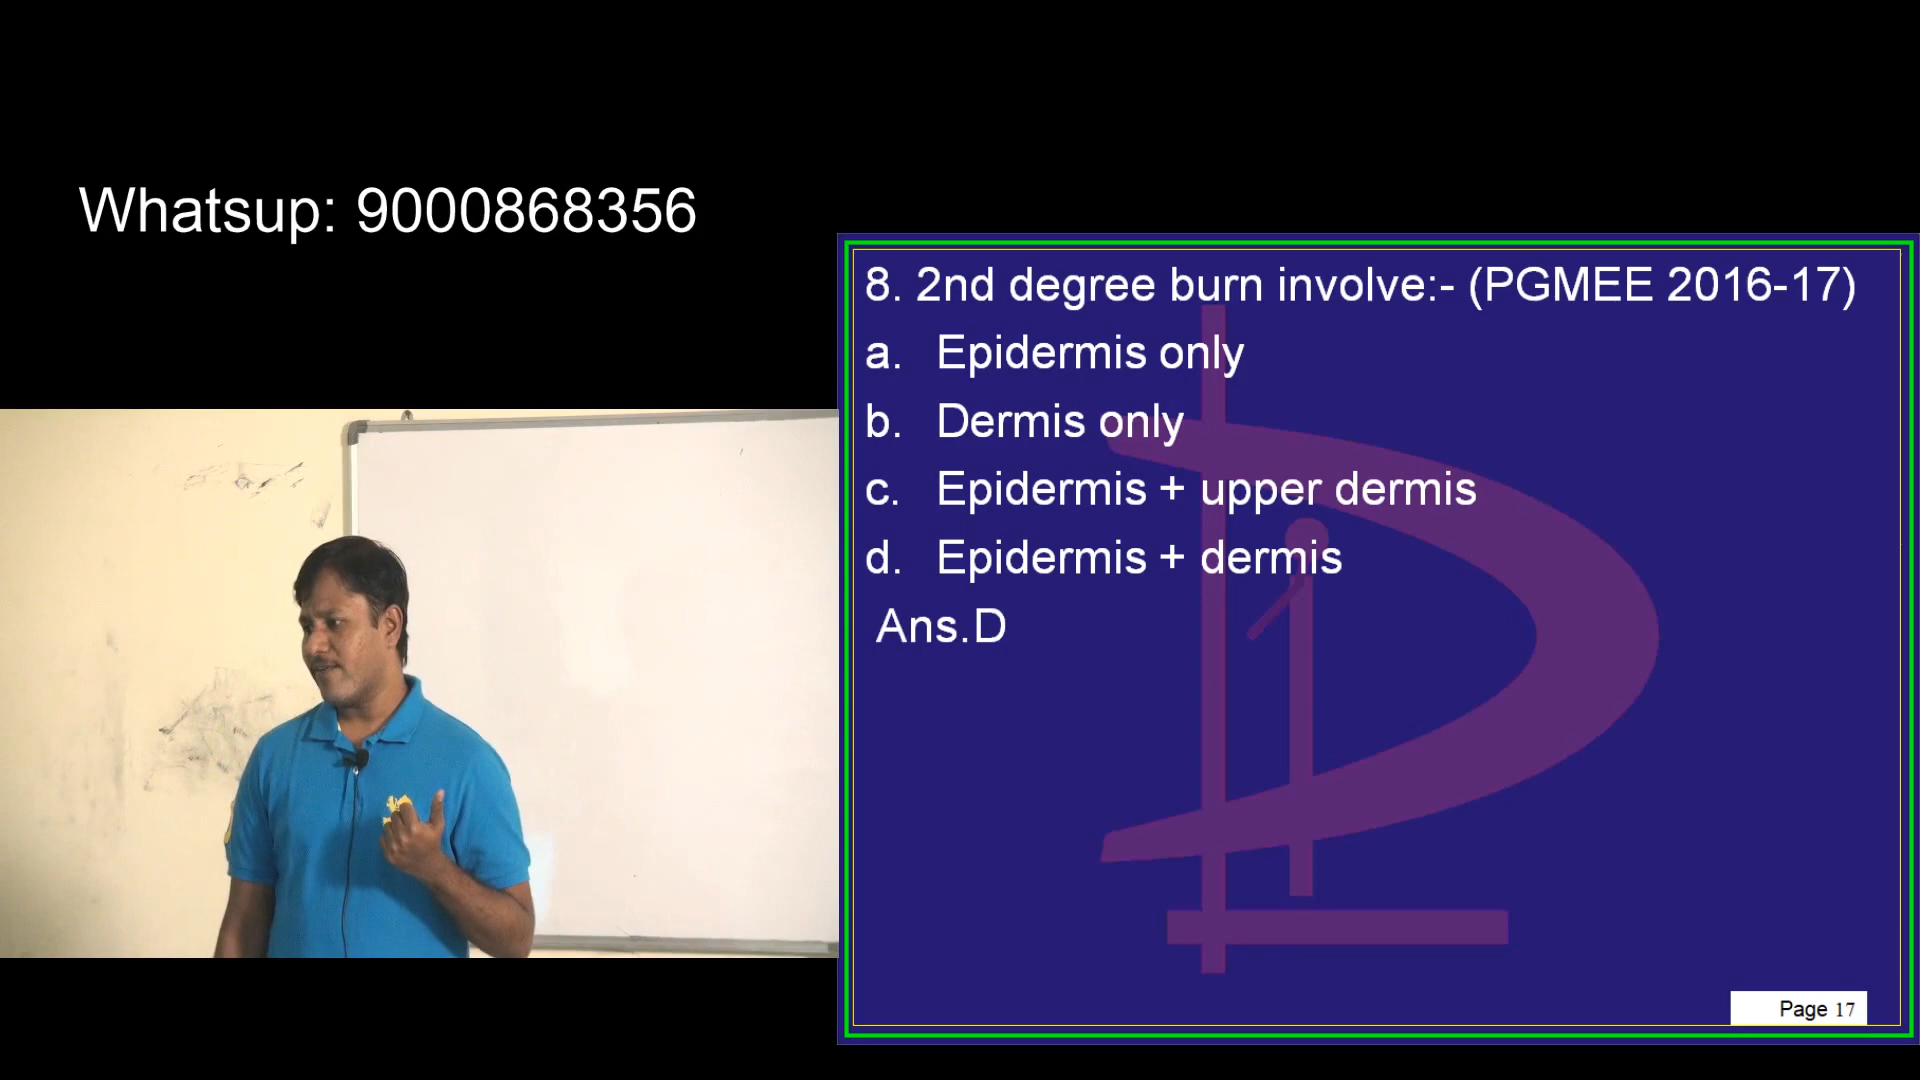 Whatsup: 9000868356
8. 2nd degree burn involve:- (PGMEE 2016-17)
a. Epidermis only
b. Dermis only
c. Epidermis + upper dermis
d. Epidermis + dermis
Ans.D
Page 17